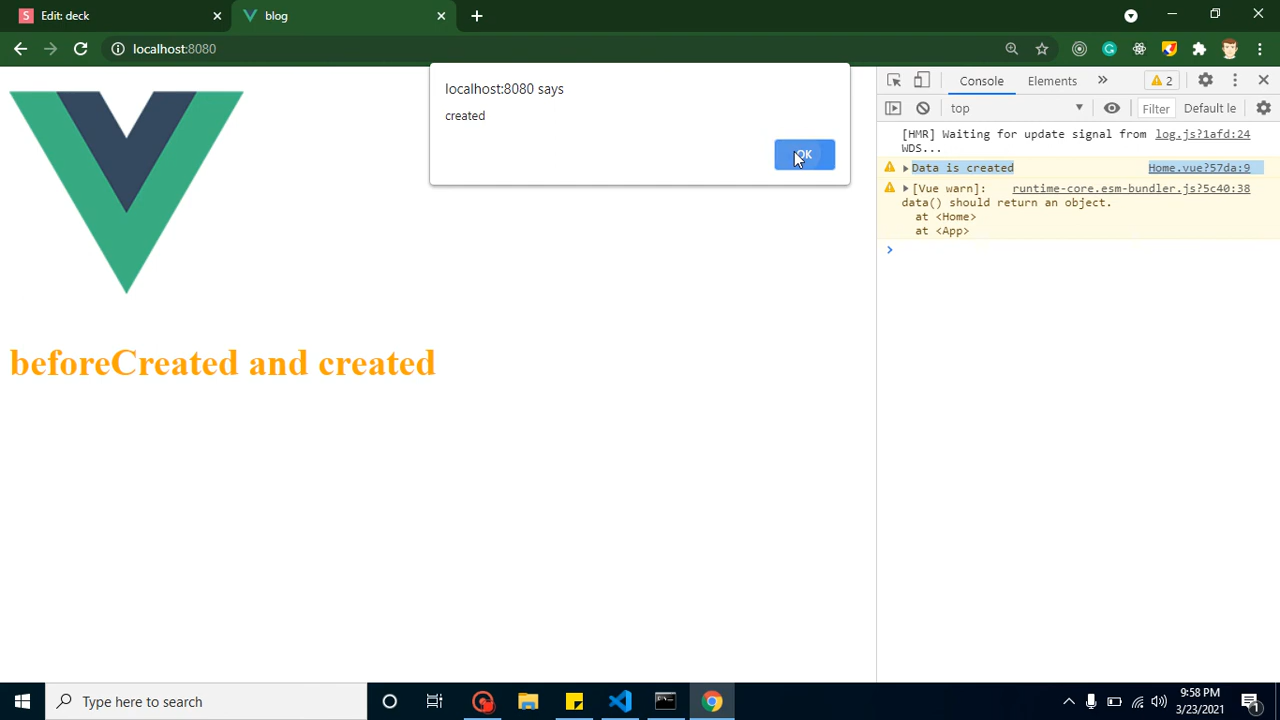 Edit: deck
blog
localhost:8080
localhost:8080 says
created
OK
Console
Elements
2
top
Filter
Default le
[HMR] Waiting for update signal from log.js?1afd:24
WDS...
Data is created Home.vue?57da:9
[Vue warn]: runtime-core.esm-bundler.js?5c40:38
data() should return an object.
at <Home>
at <App>
beforeCreated and created
Type here to search
9:58 PM
3/23/2021
1